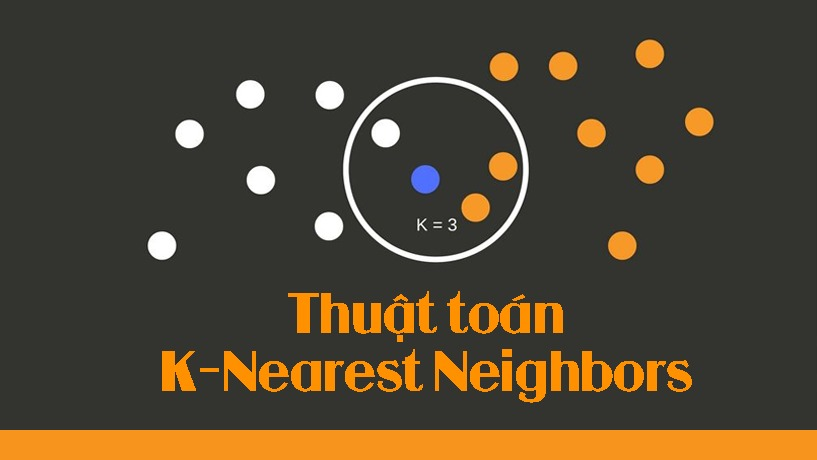 K = 3
Thuật toán
K-Nearest Neighbors